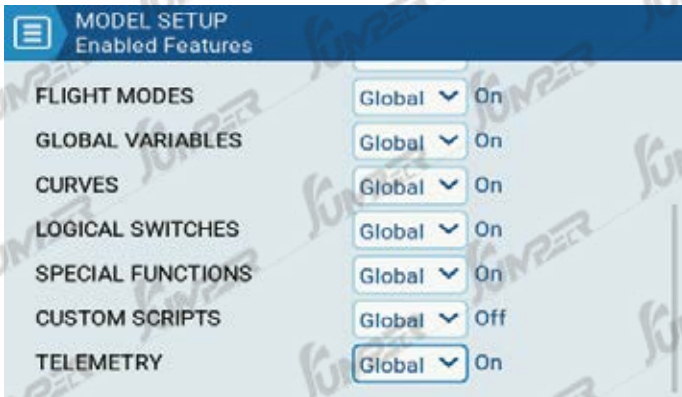 MODEL SETUP
Enabled Features
FLIGHT MODES Global On
GLOBAL VARIABLES Global On
CURVES Global On
LOGICAL SWITCHES Global On
SPECIAL FUNCTIONS Global On
CUSTOM SCRIPTS Global Off
TELEMETRY Global On
JUMPER